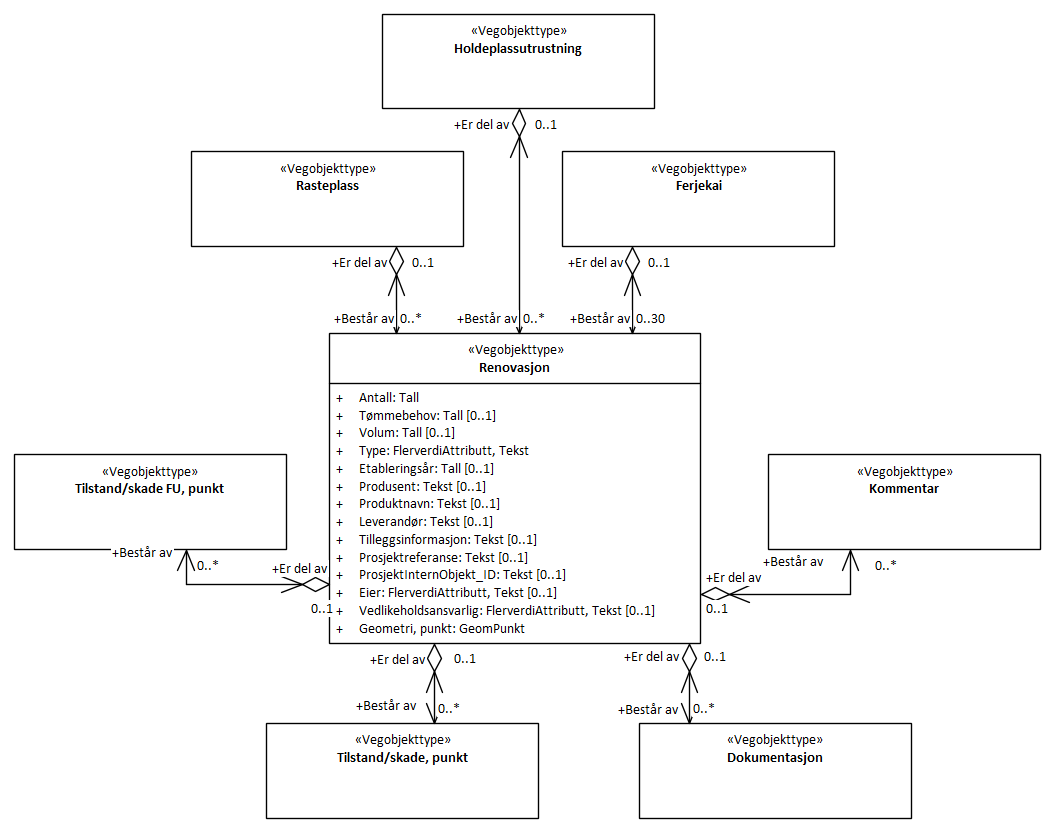 «Vegobjekttype»
Holdeplassutrustning
+Er del av 0..1
«Vegobjekttype»
Rasteplass
«Vegobjekttype»
Ferjekai
+Er del av 0..1
+Er del av 0..1
+Består av 0..*
+Består av 0..*
+Består av 0..30
«Vegobjekttype»
Renovasjon
+ Antall: Tall
+ Tømmebehov: Tall [0..1]
+ Volum: Tall [0..1]
+ Type: FlerverdiAttributt, Tekst
+ Etableringsår: Tall [0..1]
+ Produsent: Tekst [0..1]
+ Produktnavn: Tekst [0..1]
+ Leverandør: Tekst [0..1]
+ Tilleggsinformasjon: Tekst [0..1]
+ Prosjektreferanse: Tekst [0..1]
+ ProsjektInternObjekt_ID: Tekst [0..1]
+ Eier: FlerverdiAttributt, Tekst [0..1]
+ Vedlikeholdsansvarlig: FlerverdiAttributt, Tekst [0..1]
+ Geometri, punkt: GeomPunkt
«Vegobjekttype»
Tilstand/skade FU, punkt
+Består av
0..*
+Er del av
0..1
«Vegobjekttype»
Kommentar
+Består av
0..*
+Er del av
0..1
+Er del av 0..1
+Er del av 0..1
+Består av 0..*
+Består av 0..*
«Vegobjekttype»
Tilstand/skade, punkt
«Vegobjekttype»
Dokumentasjon